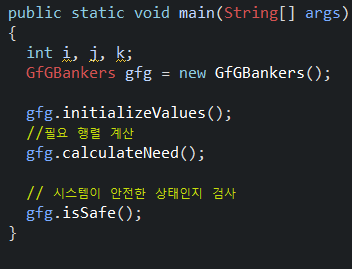 public static void main(String[] args)
{
int i, j, k;
GfGBankers gfg = new GfGBankers();
gfg.initializeValues();
//필요 행렬 계산
gfg.calculateNeed();
// 시스템이 안전한 상태인지 검사
gfg.isSafe();
}